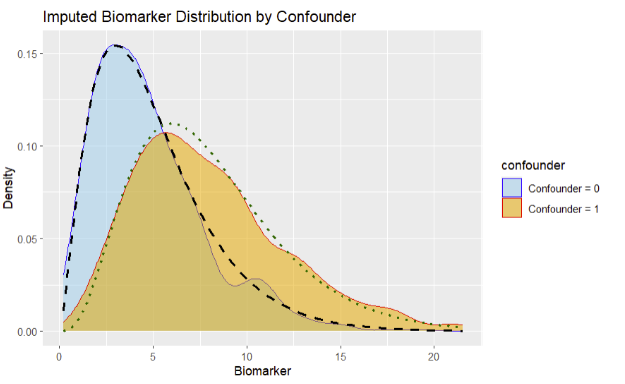 Imputed Biomarker Distribution by Confounder
0.15
0.10
0.05
0.00
Density
0
5
10
15
20
Biomarker
confounder
Confounder = 0
Confounder = 1